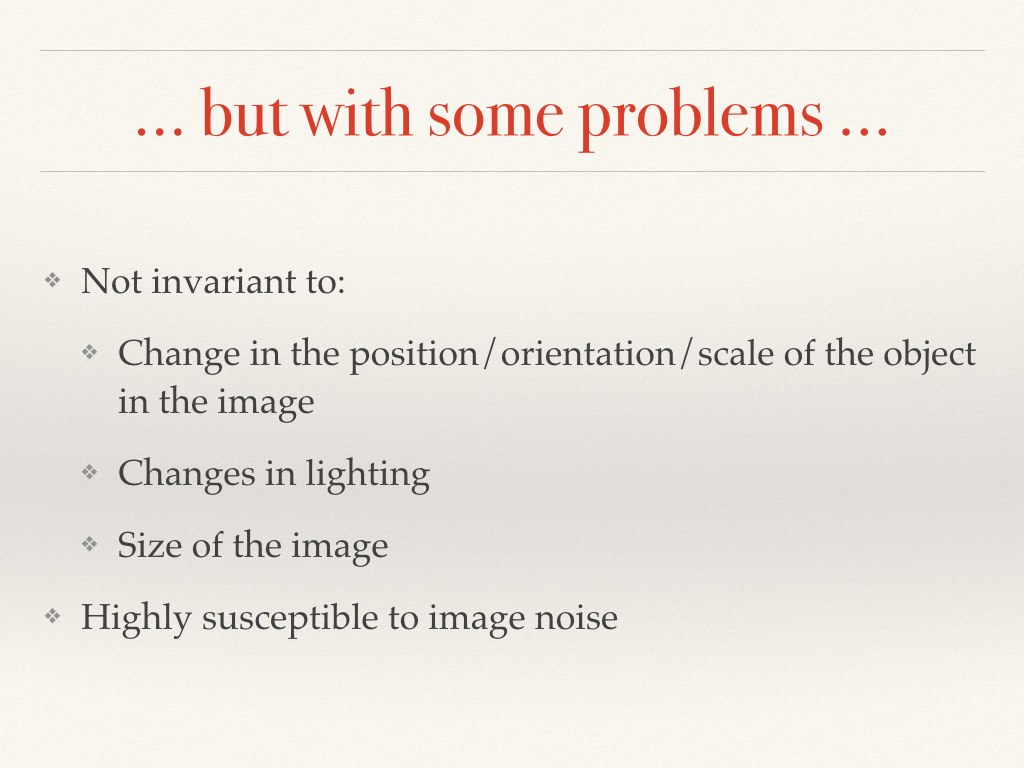 ... but with some problems ...
❖ Not invariant to:
❖ Change in the position/orientation/scale of the object
in the image
❖ Changes in lighting
❖ Size of the image
❖ Highly susceptible to image noise